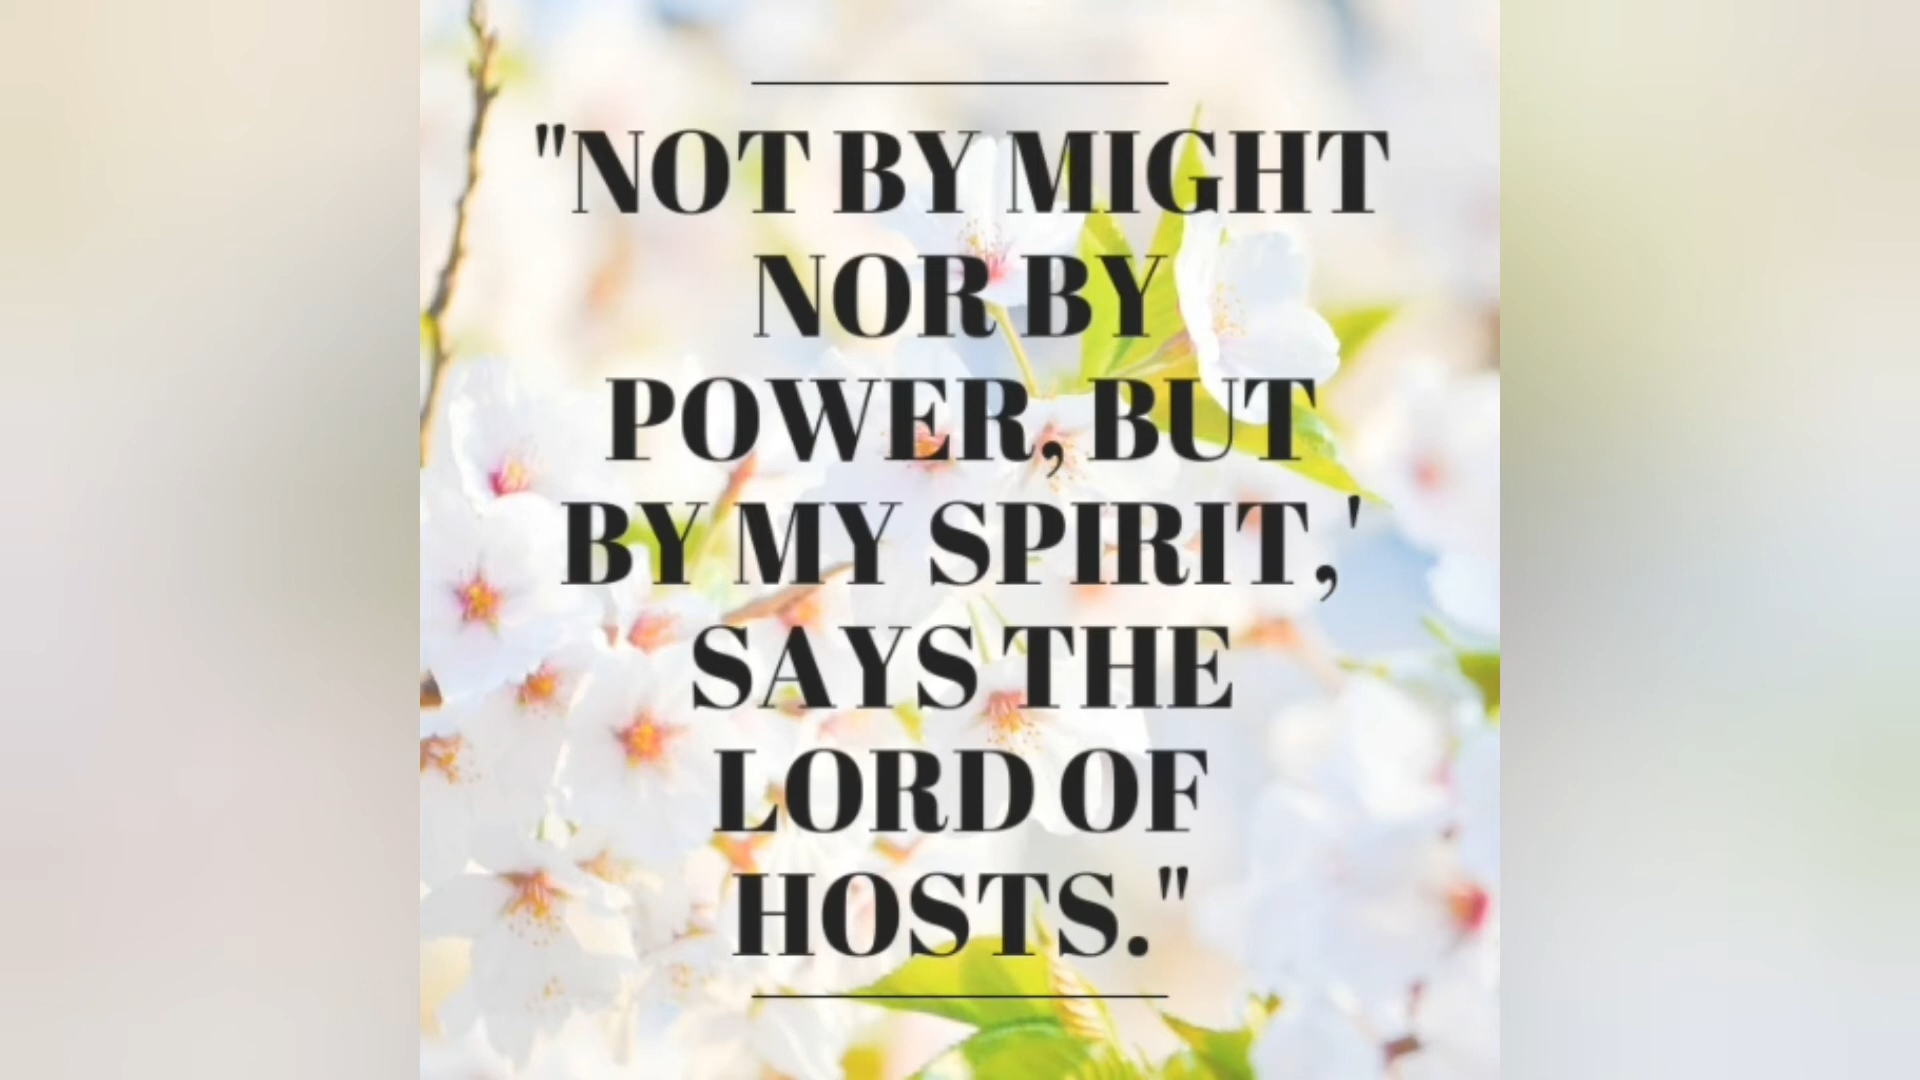 "NOT BY MIGHT
NOR BY
POWER, BUT
BY MY SPIRIT,'
SAYS THE
LORD OF
HOSTS."